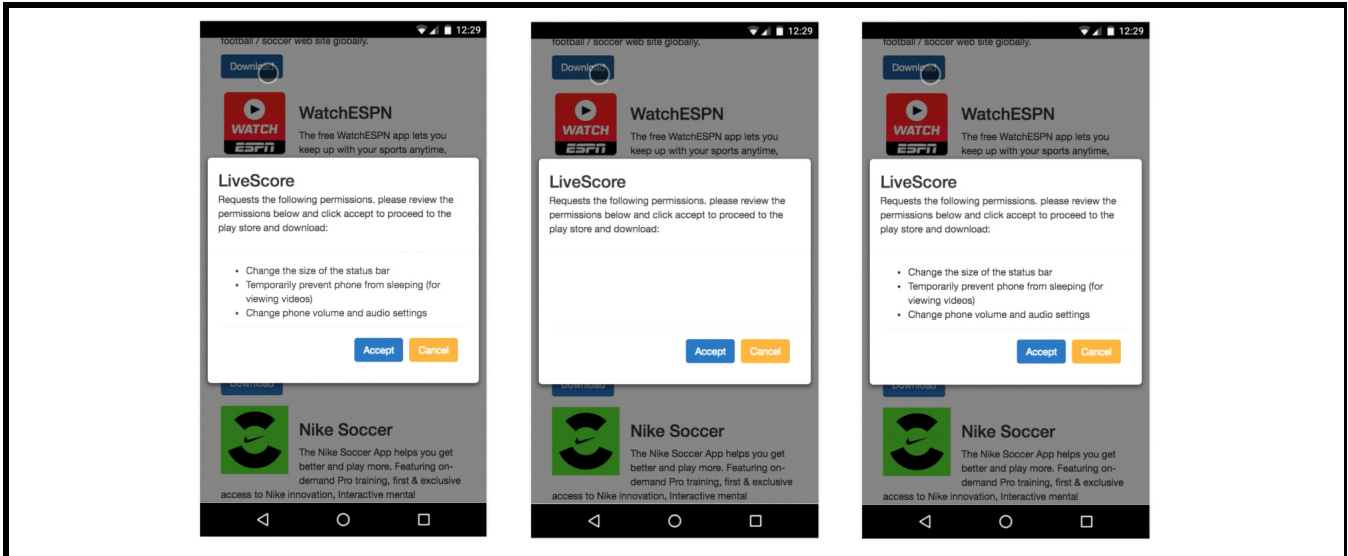 12:29
football / soccer web site globally.
Download
WATCH
ESPN
WatchESPN
The free WatchESPN app lets you
keep up with your sports anytime,
LiveScore
Requests the following permissions. please review the
permissions below and click accept to proceed to the
play store and download:
• Change the size of the status bar
• Temporarily prevent phone from sleeping (for
viewing videos)
• Change phone volume and audio settings
Accept Cancel
Download
Nike Soccer
The Nike Soccer App helps you get
better and play more. Featuring on-
demand Pro training, first & exclusive
access to Nike innovation, Interactive mental
12:29
football / soccer web site globally.
Download
WATCH
ESPN
WatchESPN
The free WatchESPN app lets you
keep up with your sports anytime,
LiveScore
Requests the following permissions. please review the
permissions below and click accept to proceed to the
play store and download:
Accept Cancel
Download
Nike Soccer
The Nike Soccer App helps you get
better and play more. Featuring on-
demand Pro training, first & exclusive
access to Nike innovation, Interactive mental
12:29
football / soccer web site globally.
Download
WATCH
ESPN
WatchESPN
The free WatchESPN app lets you
keep up with your sports anytime,
LiveScore
Requests the following permissions. please review the
permissions below and click accept to proceed to the
play store and download:
• Change the size of the status bar
• Temporarily prevent phone from sleeping (for
viewing videos)
• Change phone volume and audio settings
Accept Cancel
Download
Nike Soccer
The Nike Soccer App helps you get
better and play more. Featuring on-
demand Pro training, first & exclusive
access to Nike innovation, Interactive mental